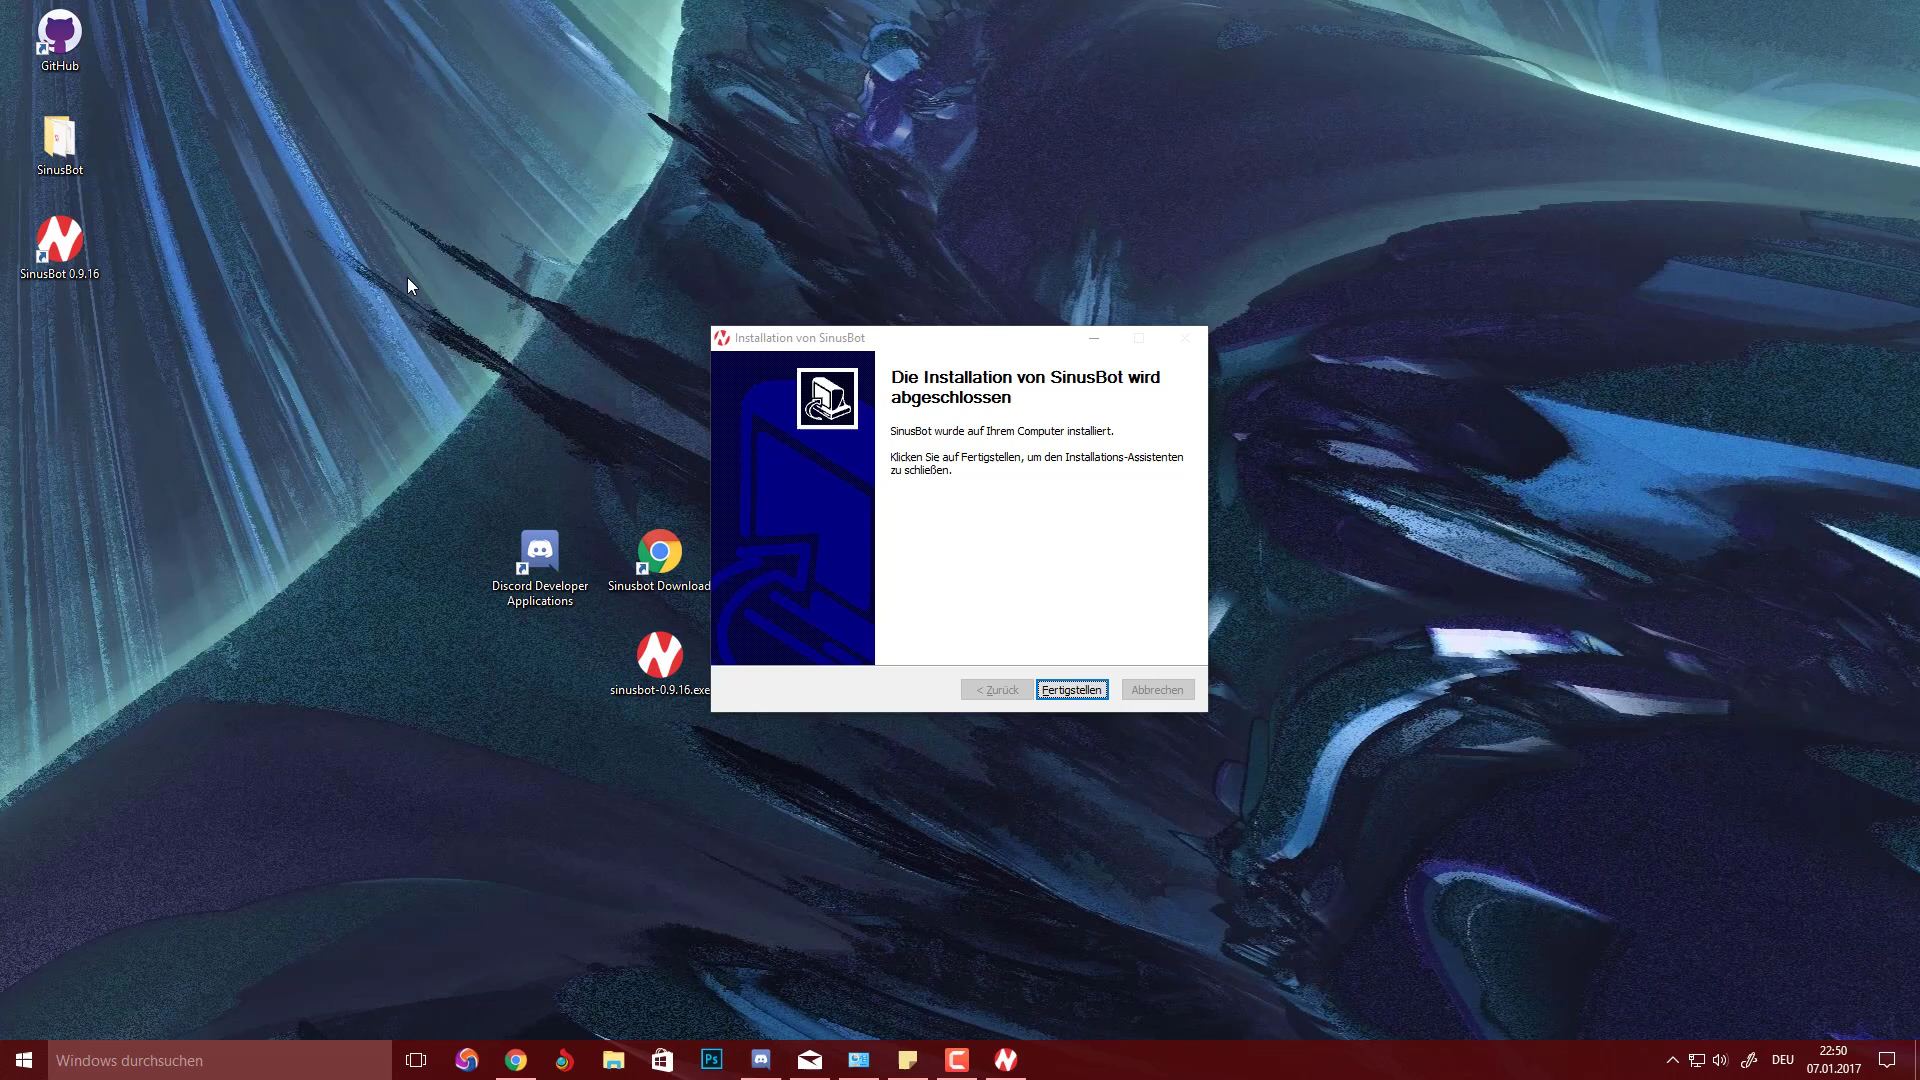 GitHub
SinusBot
SinusBot 0.9.16
Discord Developer
Applications
Sinusbot Download
sinusbot-0.9.16.exe
Installation von SinusBot
Die Installation von SinusBot wird
abgeschlossen
SinusBot wurde auf Ihrem Computer installiert.
Klicken Sie auf Fertigstellen, um den Installations-Assistenten
zu schließen.
< Zurück
Fertigstellen
Abbrechen
Windows durchsuchen
Ps
DEU
22:50
07.01.2017